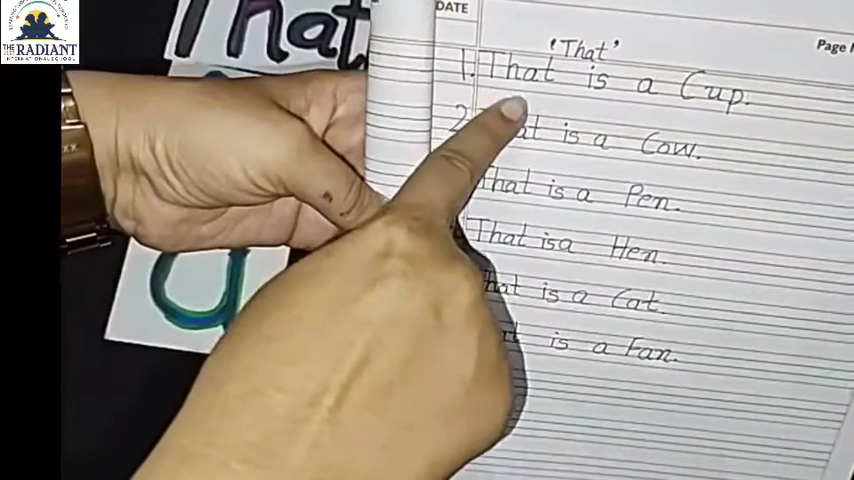 THE RADIANT
INTERNATIONAL SCHOOL
That
DATE
Page
'That'
1. That is a Cup.
2. is a Cow.
That is a Pen.
That is a Hen.
is a Cat.
is a Fan.